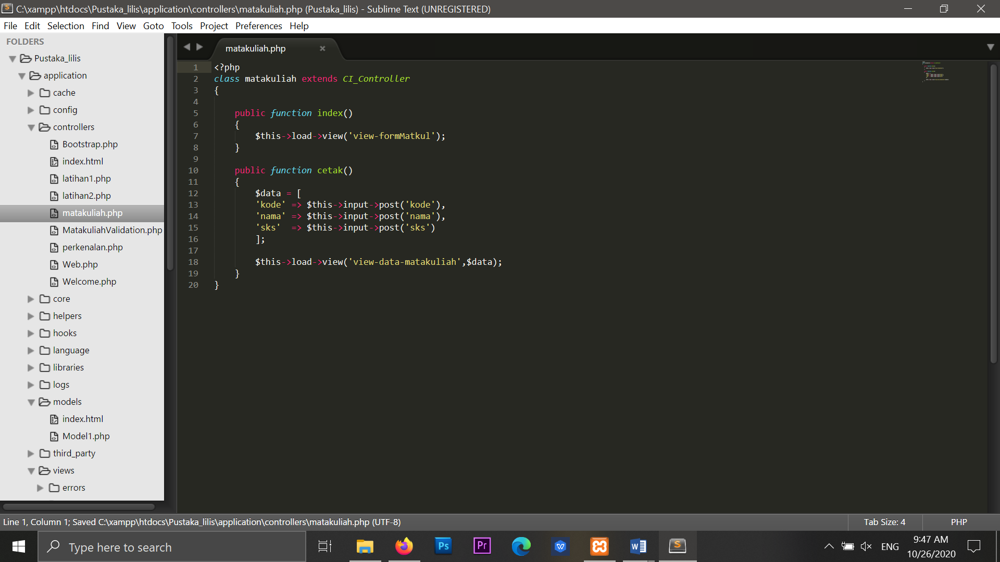 C:\xampp\htdocs\Pustaka_lilis\application\controllers\matakuliah.php (Pustaka_lilis) - Sublime Text (UNREGISTERED)
File Edit Selection Find View Goto Tools Project Preferences Help
FOLDERS
Pustaka_lilis
application
cache
config
controllers
Bootstrap.php
index.html
latihan1.php
latihan2.php
matakuliah.php
MatakuliahValidation.php
perkenalan.php
Web.php
Welcome.php
core
helpers
hooks
language
libraries
logs
models
index.html
Model1.php
third_party
views
errors
matakuliah.php
1 <?php
2 class matakuliah extends CI_Controller
3 {
4
5     public function index()
6     {
7         $this->load->view('view-formMatkul');
8     }
9
10     public function cetak()
11     {
12         $data = [
13         'kode' => $this->input->post('kode'),
14         'nama' => $this->input->post('nama'),
15         'sks'  => $this->input->post('sks')
16         ];
17
18         $this->load->view('view-data-matakuliah',$data);
19     }
20 }
Line 1, Column 1; Saved C:\xampp\htdocs\Pustaka_lilis\application\controllers\matakuliah.php (UTF-8)
Tab Size: 4
PHP
Type here to search
Ps
Pr
W
S
ENG
9:47 AM
10/26/2020